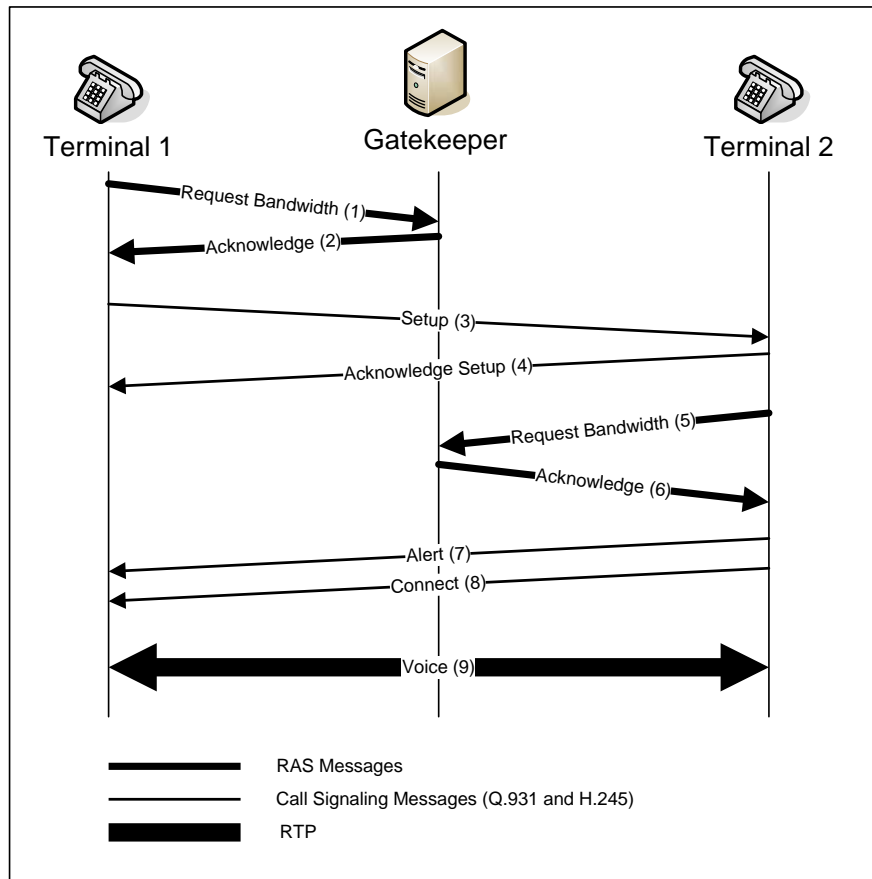 Terminal 1
Gatekeeper
Terminal 2
Request Bandwidth (1)
Acknowledge (2)
Setup (3)
Acknowledge Setup (4)
Request Bandwidth (5)
Acknowledge (6)
Alert (7)
Connect (8)
Voice (9)
RAS Messages
Call Signaling Messages (Q.931 and H.245)
RTP